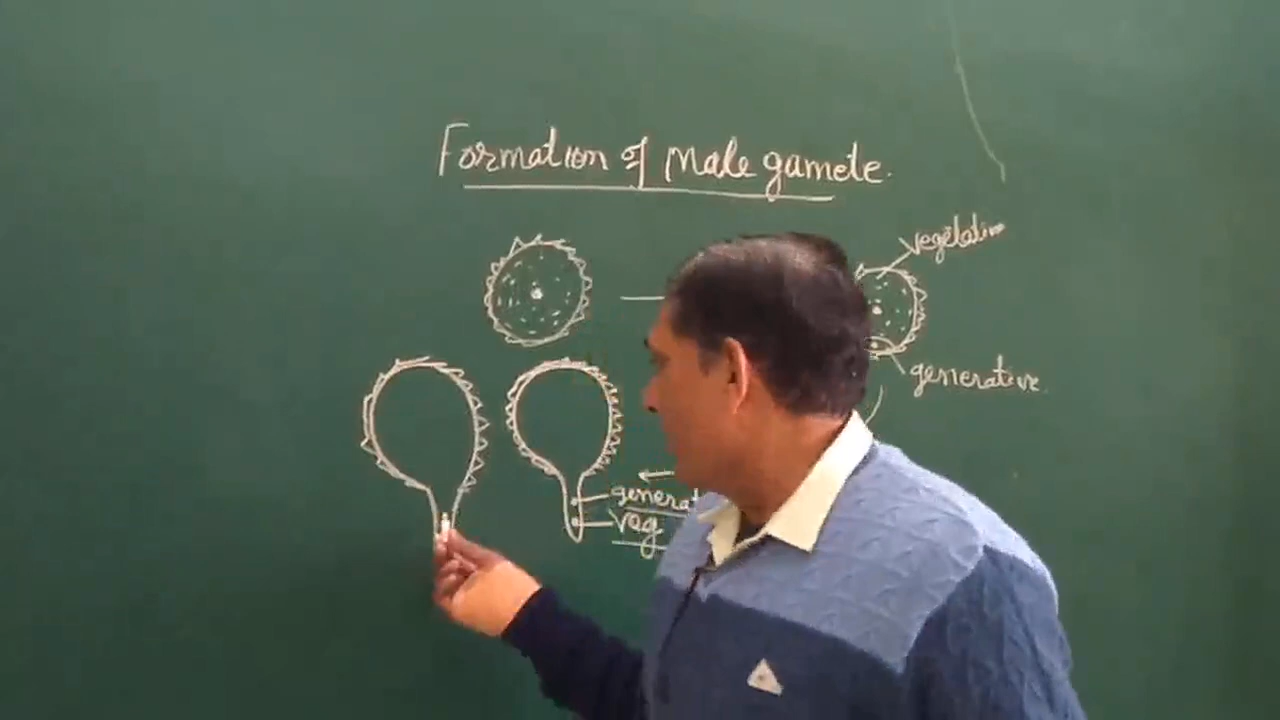 Formation of Male gamete.
vegetative
generative.
generat
Veg